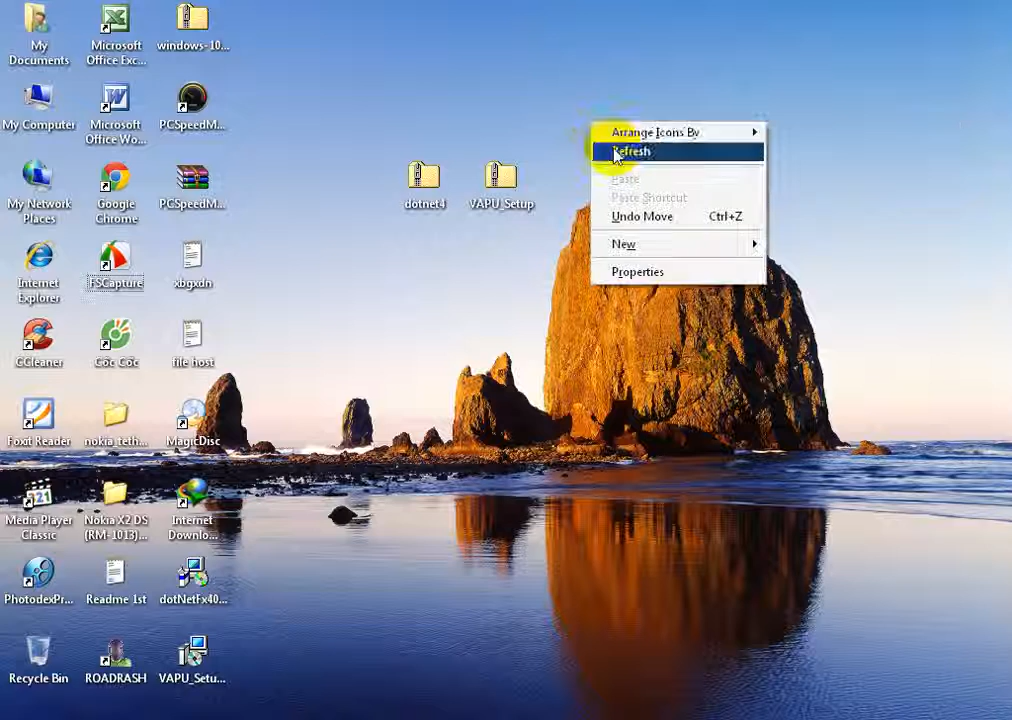 My
Documents
Microsoft
Office Exc...
windows-10...
My Computer
Microsoft
Office Wo...
PCSpeedM...
My Network
Places
Google
Chrome
PCSpeedM...
dotnet4
VAPU_Setup
Internet
Explorer
FSCapture
xbgxdn
CCleaner
Cốc Cốc
file host
Foxit Reader
nokia_teth...
MagicDisc
321
Media Player
Classic
Nokia X2 DS
(RM-1013)...
Internet
Downlo...
PhotodexPr...
Readme 1st
dotNetFx40...
Recycle Bin
ROADRASH
VAPU_Setu...
Arrange Icons By
Refresh
Paste
Paste Shortcut
Undo Move Ctrl+Z
New
Properties